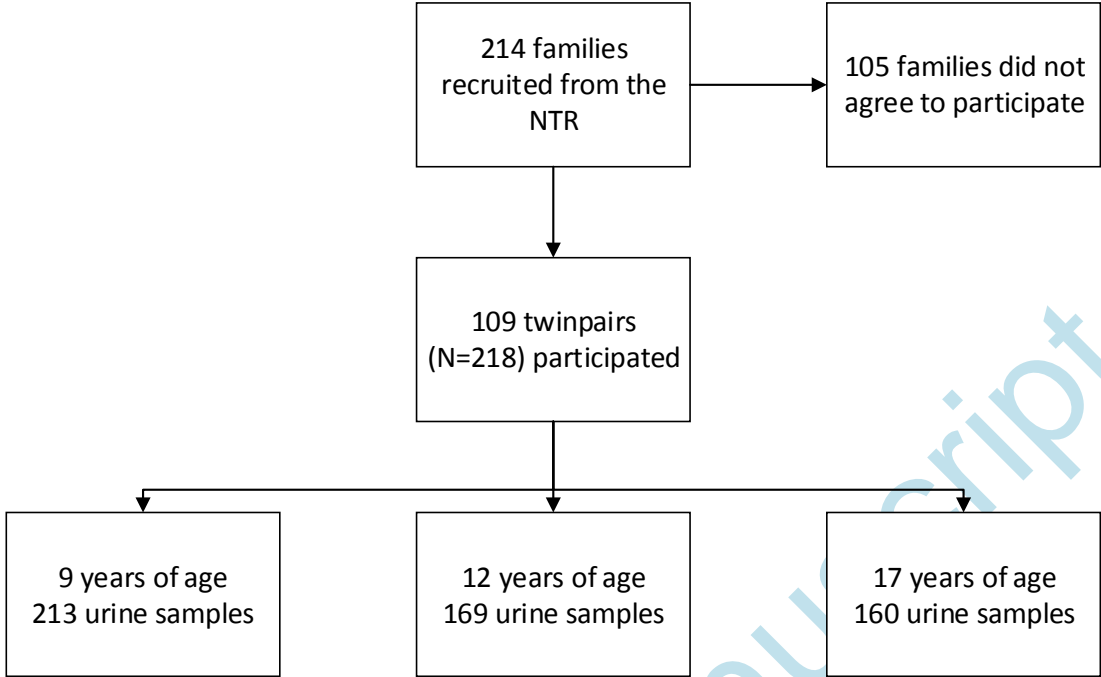 214 families
recruited from the
NTR
105 families did not
agree to participate
109 twinpairs
(N=218) participated
9 years of age
213 urine samples
12 years of age
169 urine samples
17 years of age
160 urine samples
uscript